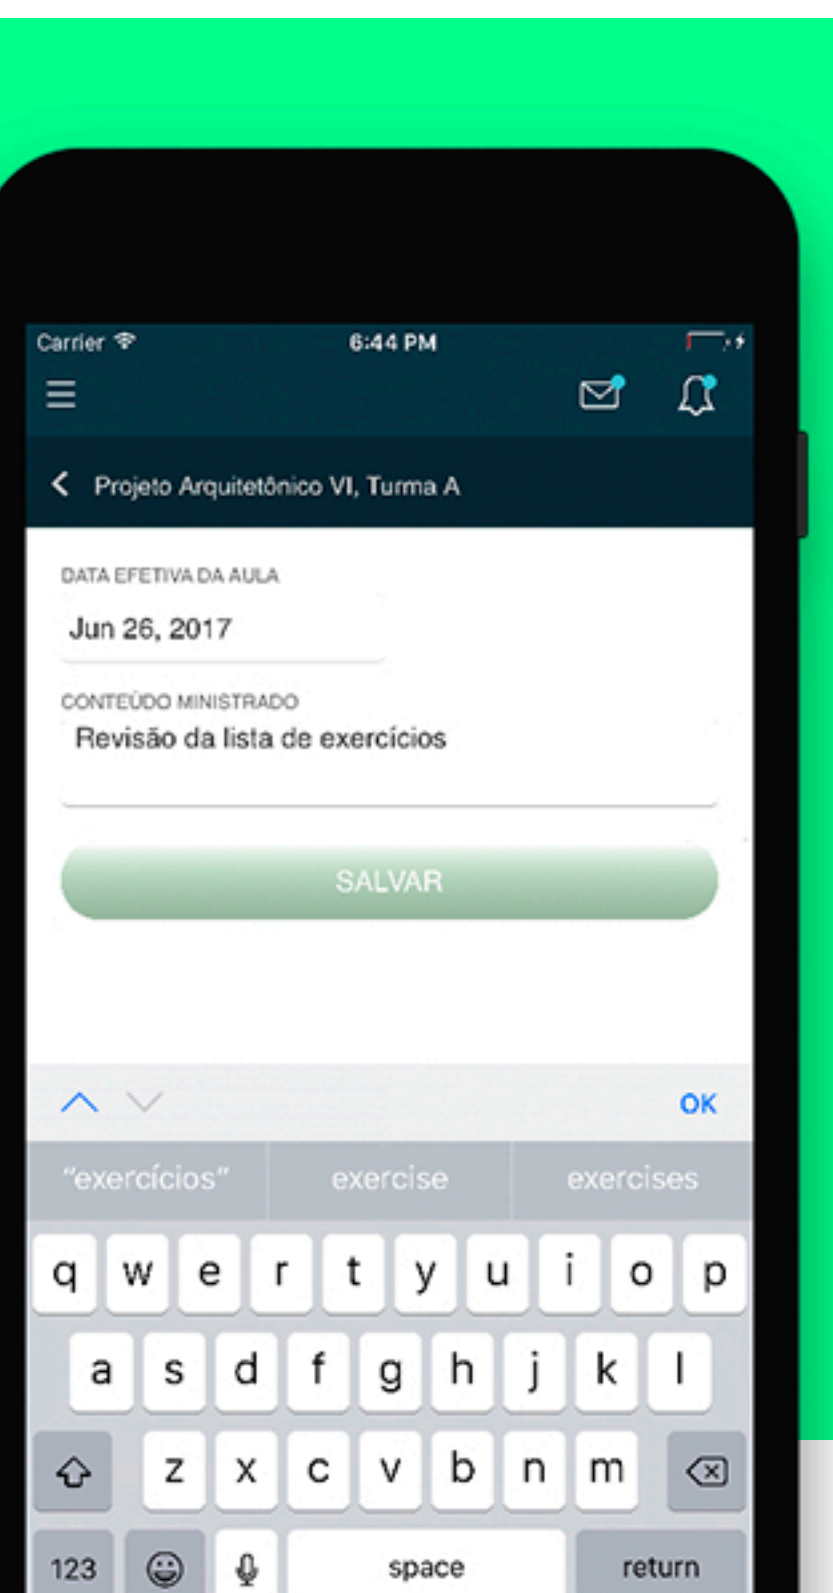 Carrier 6:44 PM
Projeto Arquitetônico VI, Turma A
DATA EFETIVA DA AULA
Jun 26, 2017
CONTEÚDO MINISTRADO
Revisão da lista de exercícios
SALVAR
OK
"exercícios" exercise exercises
q w e r t y u i o p
a s d f g h j k l
z x c v b n m
123 space return